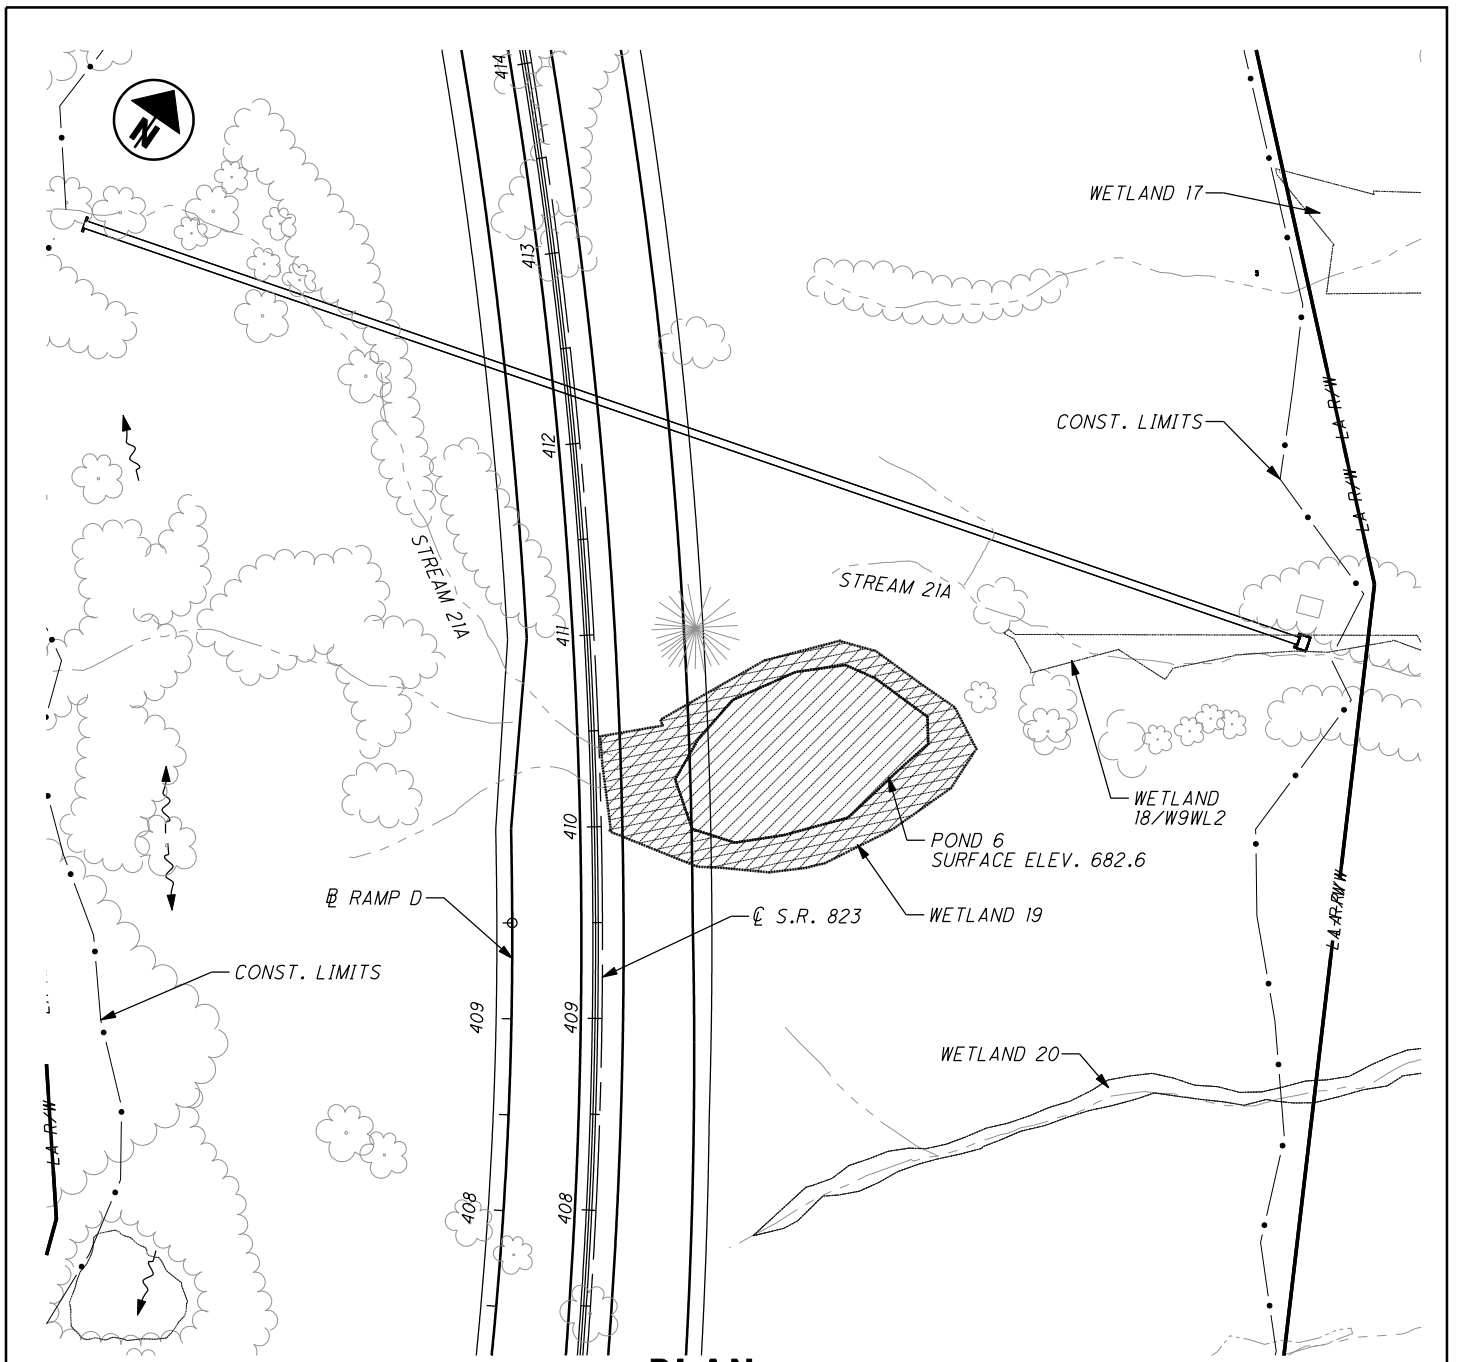 414
N
WETLAND 17
413
LA R/W
CONST. LIMITS
412
LA R/W
STREAM 21A
STREAM 21A
411
WETLAND
18/W9WL2
410
POND 6
SURFACE ELEV. 682.6
BL RAMP D
CL S.R. 823
WETLAND 19
LA R/W
CONST. LIMITS
409
409
WETLAND 20
LA R/W
408
408
PLAN